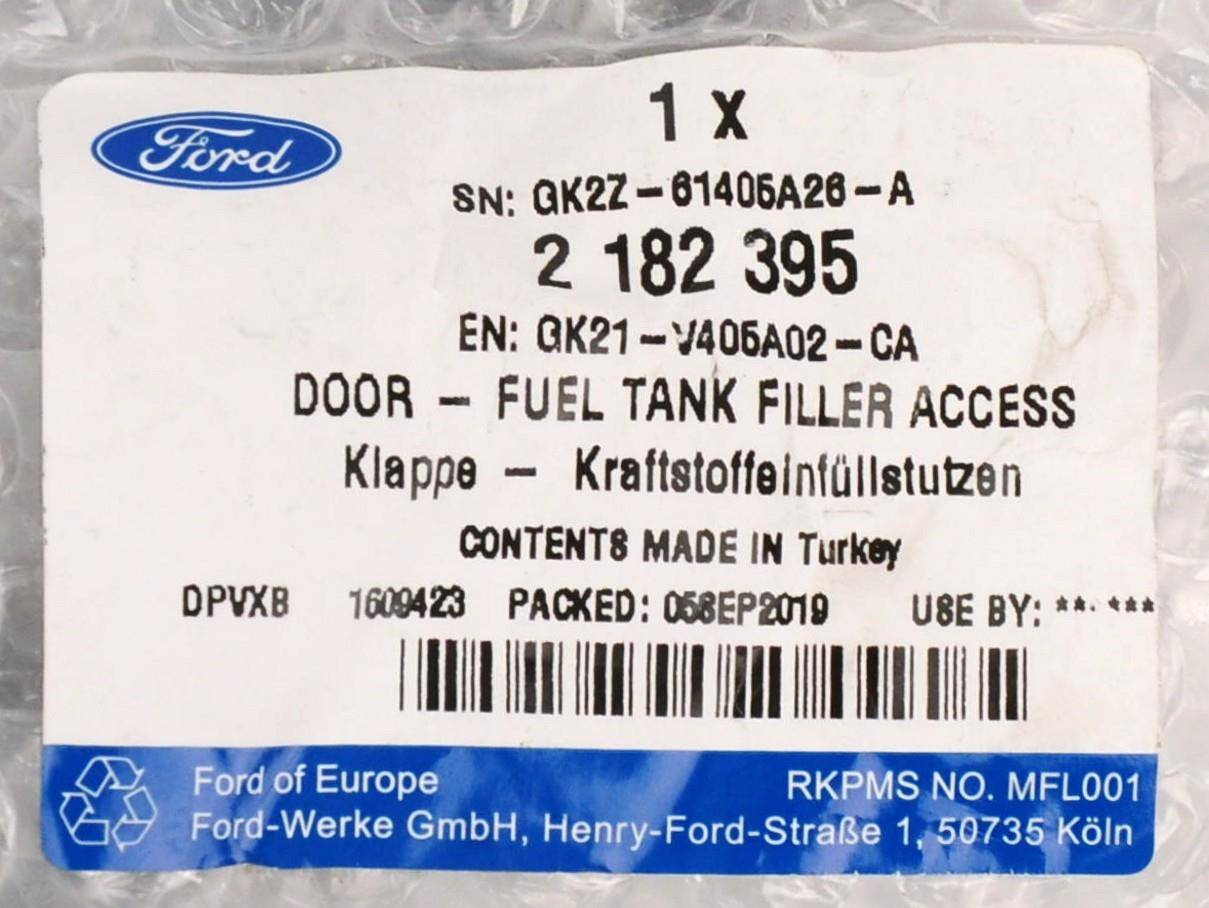 Ford
1 x
SN: GK2Z-61405A26-A
2 182 395
EN: GK21-V405A02-CA
DOOR - FUEL TANK FILLER ACCESS
Klappe - Kraftstoffeinfüllstutzen
CONTENTS MADE IN Turkey
DPVXB 1609423 PACKED: 05SEP2019 USE BY: ** ***
Ford of Europe RKPMS NO. MFL001
Ford-Werke GmbH, Henry-Ford-Straße 1, 50735 Köln